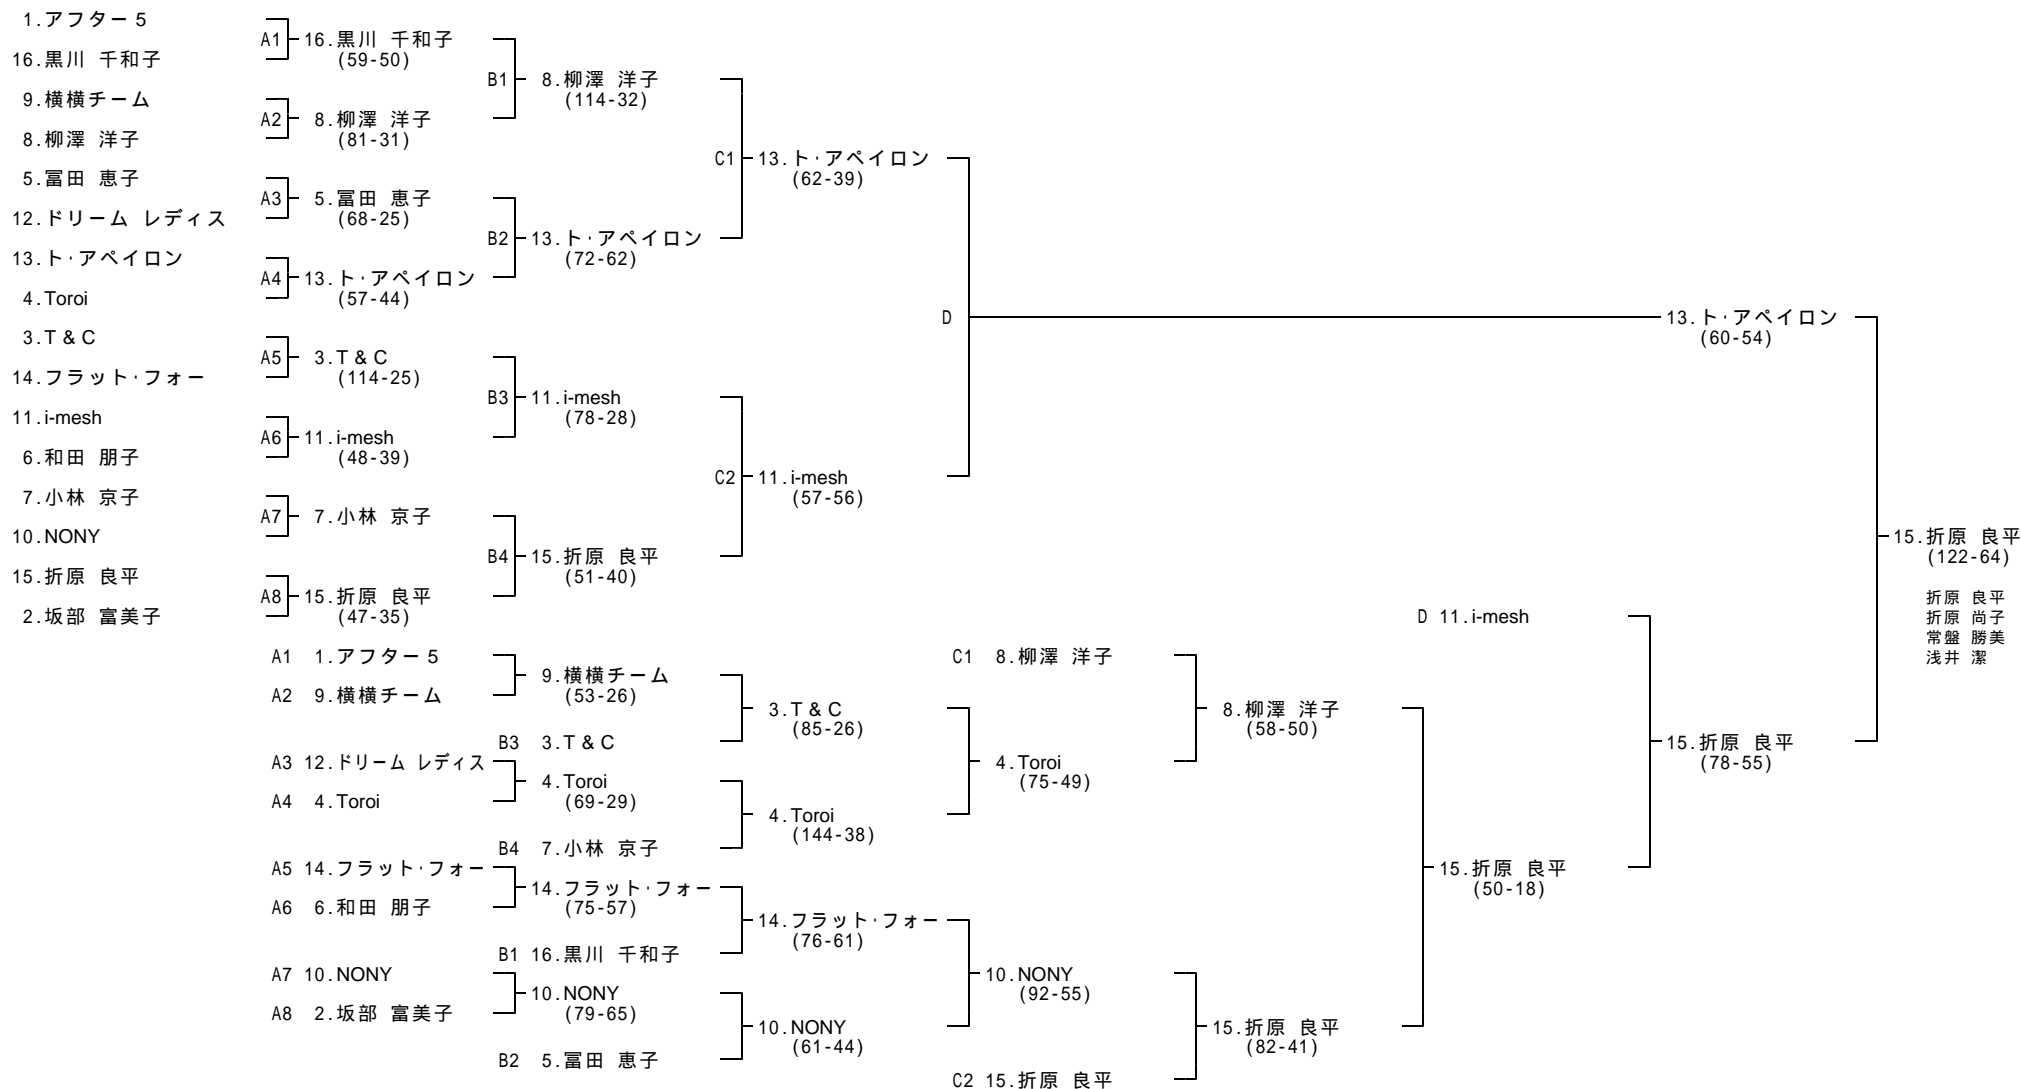 1.アフター5
16.黒川 千和子
9.横横チーム
8.柳澤 洋子
5.冨田 恵子
12.ドリーム レディス
13.ト・アペイロン
4.Toroi
3.T & C
14.フラット・フォー
11.i-mesh
6.和田 朋子
7.小林 京子
10.NONY
15.折原 良平
2.坂部 富美子
A1
16.黒川 千和子
(59-50)
A2
8.柳澤 洋子
(81-31)
A3
5.冨田 恵子
(68-25)
A4
13.ト・アペイロン
(57-44)
A5
3.T & C
(114-25)
A6
11.i-mesh
(48-39)
A7
7.小林 京子
A8
15.折原 良平
(47-35)
B1
8.柳澤 洋子
(114-32)
B2
13.ト・アペイロン
(72-62)
B3
11.i-mesh
(78-28)
B4
15.折原 良平
(51-40)
C1
13.ト・アペイロン
(62-39)
C2
11.i-mesh
(57-56)
D
13.ト・アペイロン
(60-54)
A1 1.アフター5
A2 9.横横チーム
A3 12.ドリーム レディス
A4 4.Toroi
A5 14.フラット・フォー
A6 6.和田 朋子
A7 10.NONY
A8 2.坂部 富美子
9.横横チーム
(53-26)
B3 3.T & C
4.Toroi
(69-29)
B4 7.小林 京子
14.フラット・フォー
(75-57)
B1 16.黒川 千和子
10.NONY
(79-65)
B2 5.冨田 恵子
3.T & C
(85-26)
4.Toroi
(144-38)
14.フラット・フォー
(76-61)
10.NONY
(61-44)
C1 8.柳澤 洋子
4.Toroi
(75-49)
10.NONY
(92-55)
C2 15.折原 良平
8.柳澤 洋子
(58-50)
15.折原 良平
(82-41)
D 11.i-mesh
15.折原 良平
(50-18)
15.折原 良平
(78-55)
15.折原 良平
(122-64)
折原 良平
折原 尚子
常盤 勝美
浅井 潔